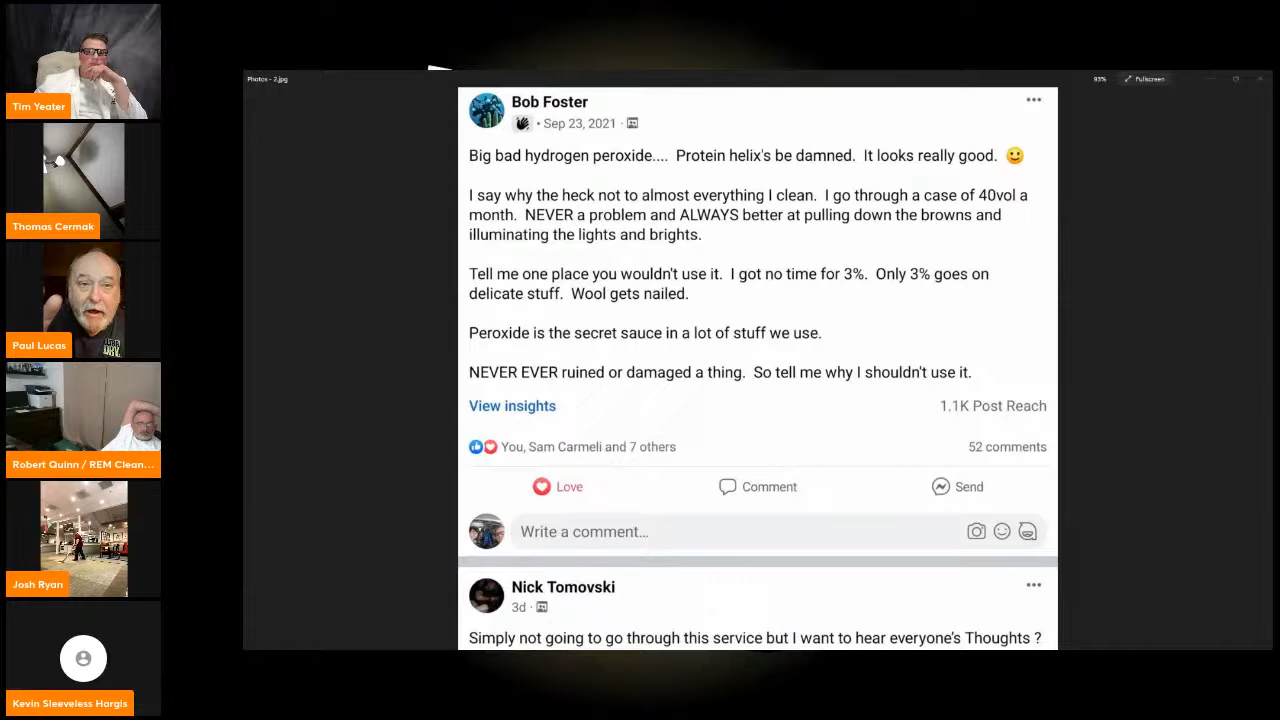 Tim Yeater
Thomas Cermak
Paul Lucas
Robert Quinn / REM Clean...
Josh Ryan
Kevin Sleeveless Hargis
Photos - 2.jpg
93%
Fullscreen
Bob Foster
• Sep 23, 2021 ·
Big bad hydrogen peroxide.... Protein helix's be damned. It looks really good. 🙂
I say why the heck not to almost everything I clean. I go through a case of 40vol a
month. NEVER a problem and ALWAYS better at pulling down the browns and
illuminating the lights and brights.
Tell me one place you wouldn't use it. I got no time for 3%. Only 3% goes on
delicate stuff. Wool gets nailed.
Peroxide is the secret sauce in a lot of stuff we use.
NEVER EVER ruined or damaged a thing. So tell me why I shouldn't use it.
View insights
1.1K Post Reach
You, Sam Carmeli and 7 others
52 comments
Love
Comment
Send
Write a comment...
Nick Tomovski
3d ·
Simply not going to go through this service but I want to hear everyone's Thoughts ?